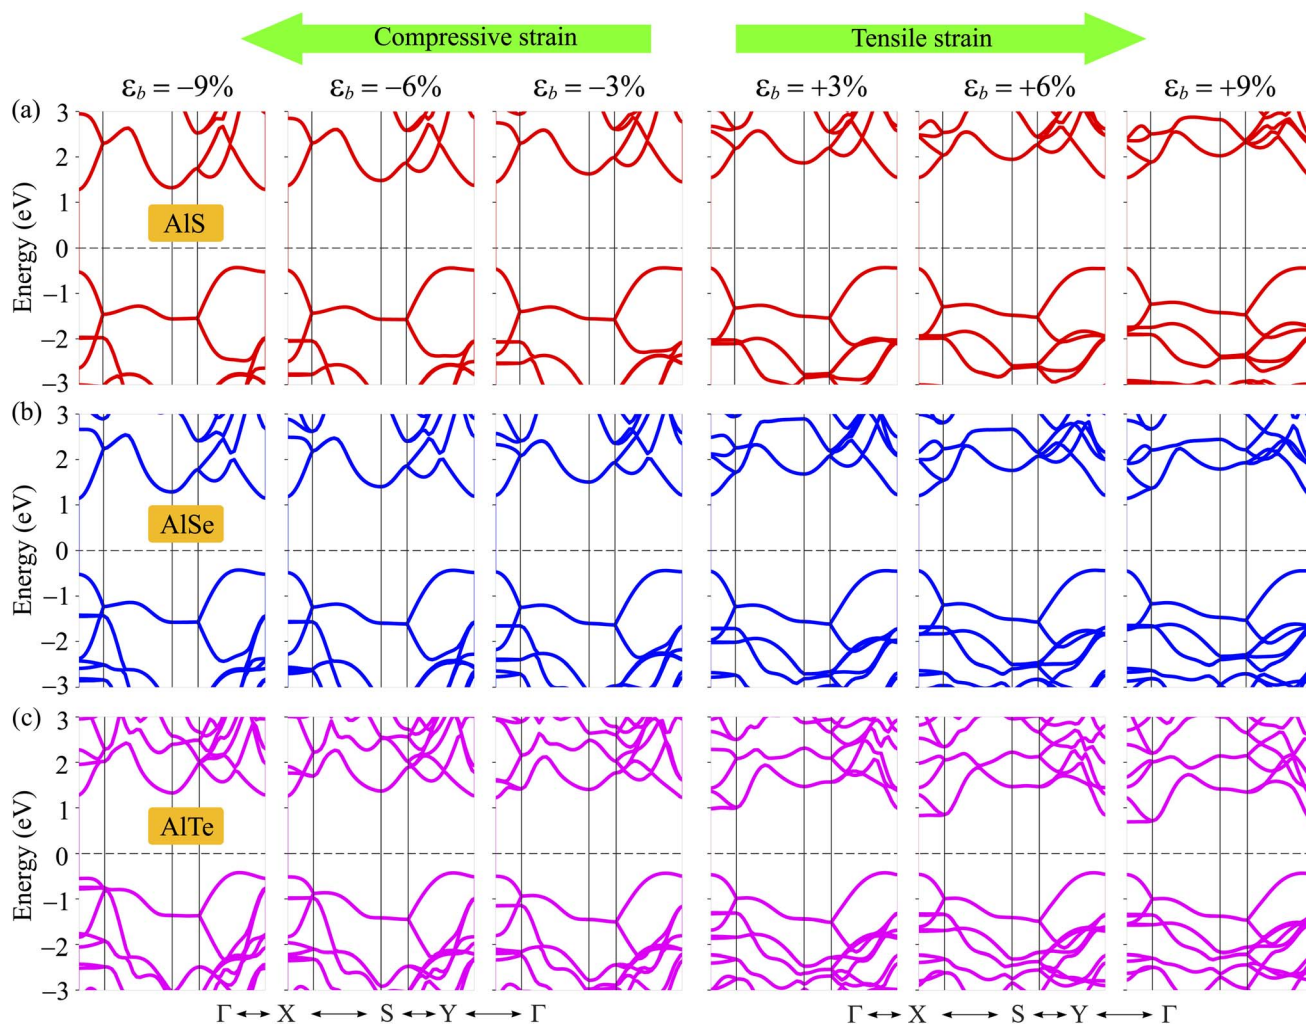 Compressive strain
Tensile strain
εb = −9%
εb = −6%
εb = −3%
εb = +3%
εb = +6%
εb = +9%
(a)
Energy (eV)
3
2
1
0
−1
−2
−3
AlS
(b)
Energy (eV)
3
2
1
0
−1
−2
−3
AlSe
(c)
Energy (eV)
3
2
1
0
−1
−2
−3
AlTe
Γ ↔ X ↔ S ↔ Y ↔ Γ
Γ ↔ X ↔ S ↔ Y ↔ Γ